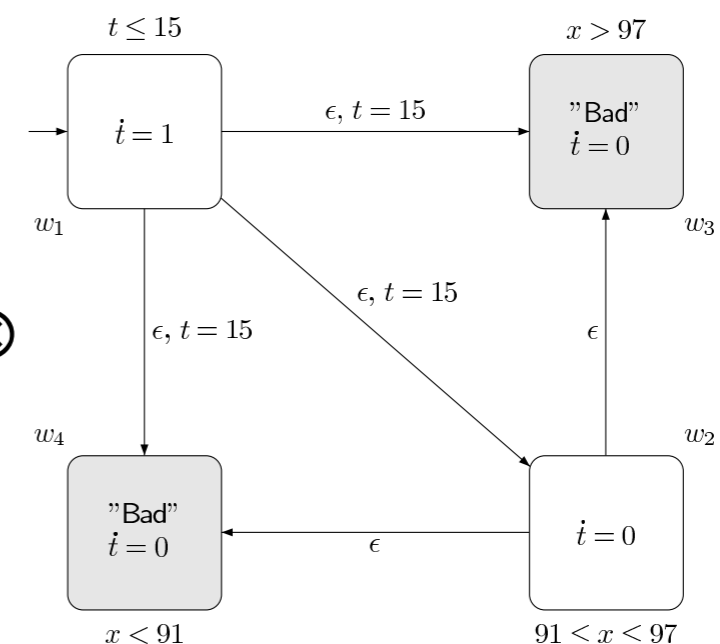 t ≤ 15
x > 97
ṫ = 1
ϵ, t = 15
"Bad"
ṫ = 0
w₁
w₃
ϵ, t = 15
ϵ, t = 15
ϵ
w₄
w₂
"Bad"
ṫ = 0
ϵ
ṫ = 0
x < 91
91 ≤ x ≤ 97